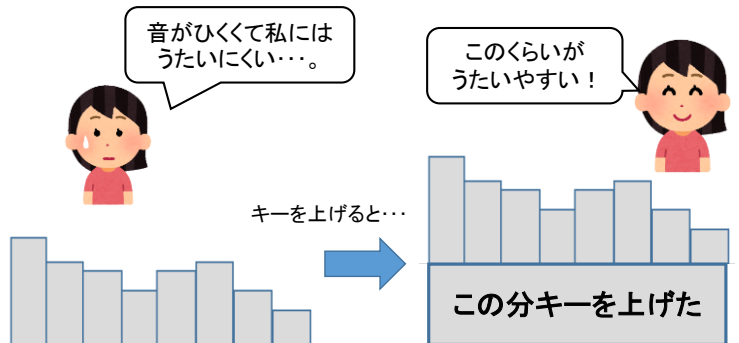 音がひくくて私には
うたいにくい･･･。
このくらいが
うたいやすい！
キーを上げると･･･
この分キーを上げた